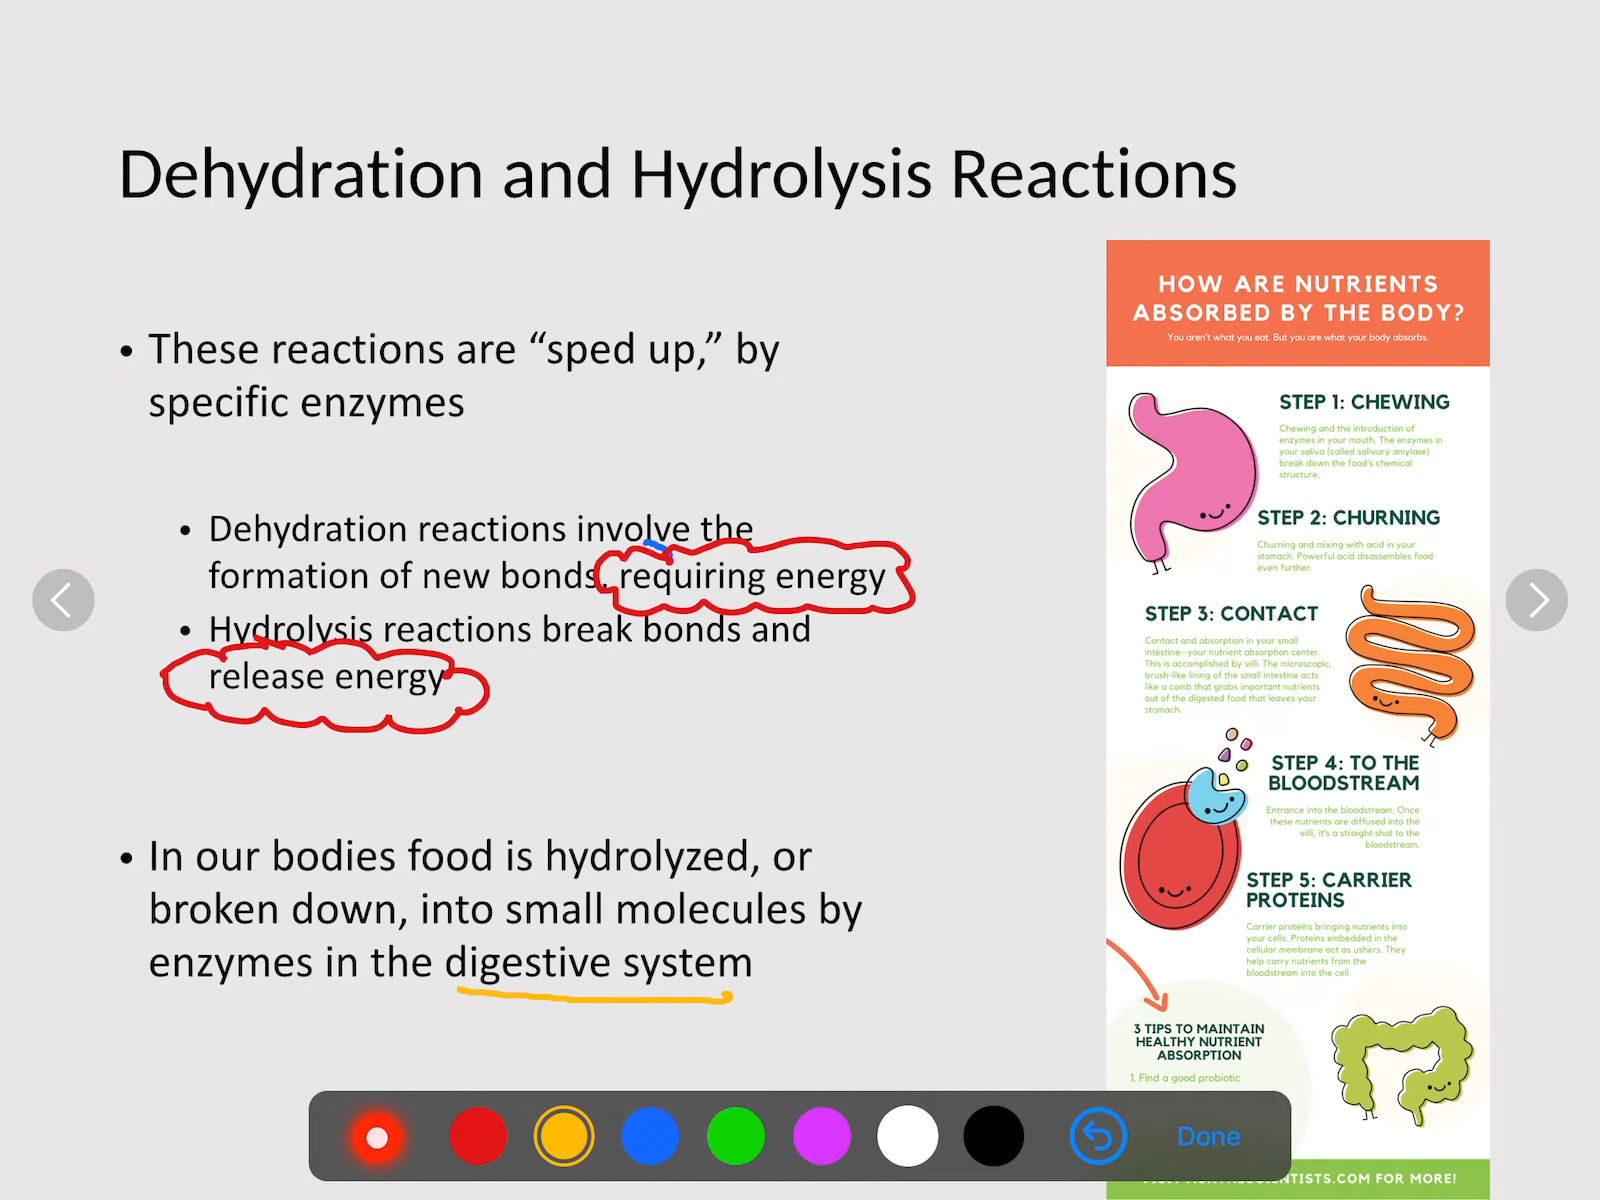 Dehydration and Hydrolysis Reactions
• These reactions are “sped up,” by
specific enzymes
• Dehydration reactions involve the
formation of new bonds, requiring energy
• Hydrolysis reactions break bonds and
release energy
• In our bodies food is hydrolyzed, or
broken down, into small molecules by
enzymes in the digestive system
HOW ARE NUTRIENTS
ABSORBED BY THE BODY?
You aren't what you eat. But you are what your body absorbs.
STEP 1: CHEWING
Chewing and the introduction of
enzymes in your mouth. The enzymes in
your saliva (called salivary amylase)
break down the food's chemical
structure.
STEP 2: CHURNING
Churning and mixing with acid in your
stomach. Powerful acid disassembles food
even further.
STEP 3: CONTACT
Contact and absorption in your small
intestine—your nutrient absorption center.
This is accomplished by villi. The microscopic,
brush-like lining of the small intestine acts
like a comb that grabs important nutrients
out of the digested food that leaves your
stomach.
STEP 4: TO THE
BLOODSTREAM
Entrance into the bloodstream. Once
these nutrients are diffused into the
villi, it's a straight shot to the
bloodstream.
STEP 5: CARRIER
PROTEINS
Carrier proteins bringing nutrients into
your cells. Proteins embedded in the
cellular membrane act as ushers. They
help carry nutrients from the
bloodstream into the cell.
3 TIPS TO MAINTAIN
HEALTHY NUTRIENT
ABSORPTION
1. Find a good probiotic
Done
FOR MORE!